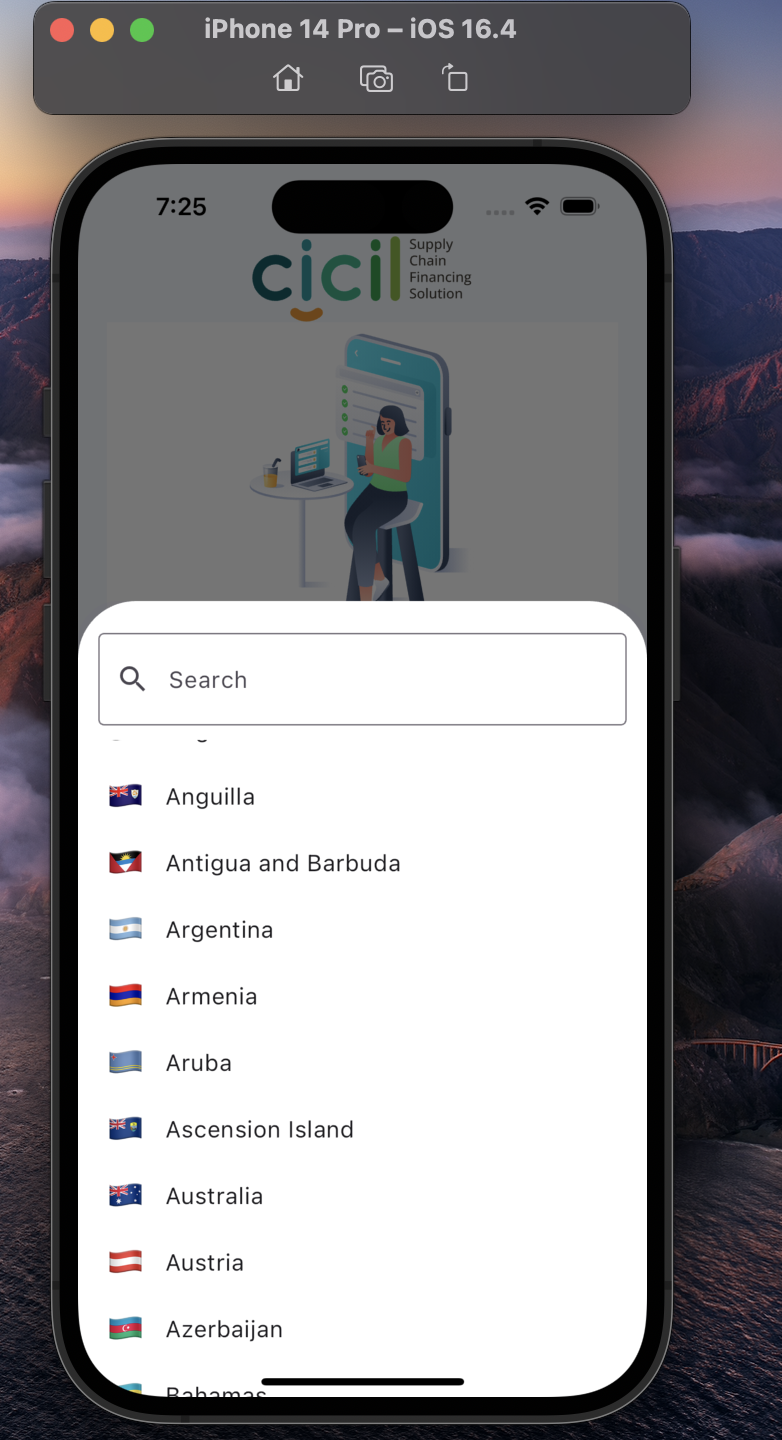 iPhone 14 Pro – iOS 16.4
7:25
cicil
Supply
Chain
Financing
Solution
Search
Anguilla
Antigua and Barbuda
Argentina
Armenia
Aruba
Ascension Island
Australia
Austria
Azerbaijan
Bahamas